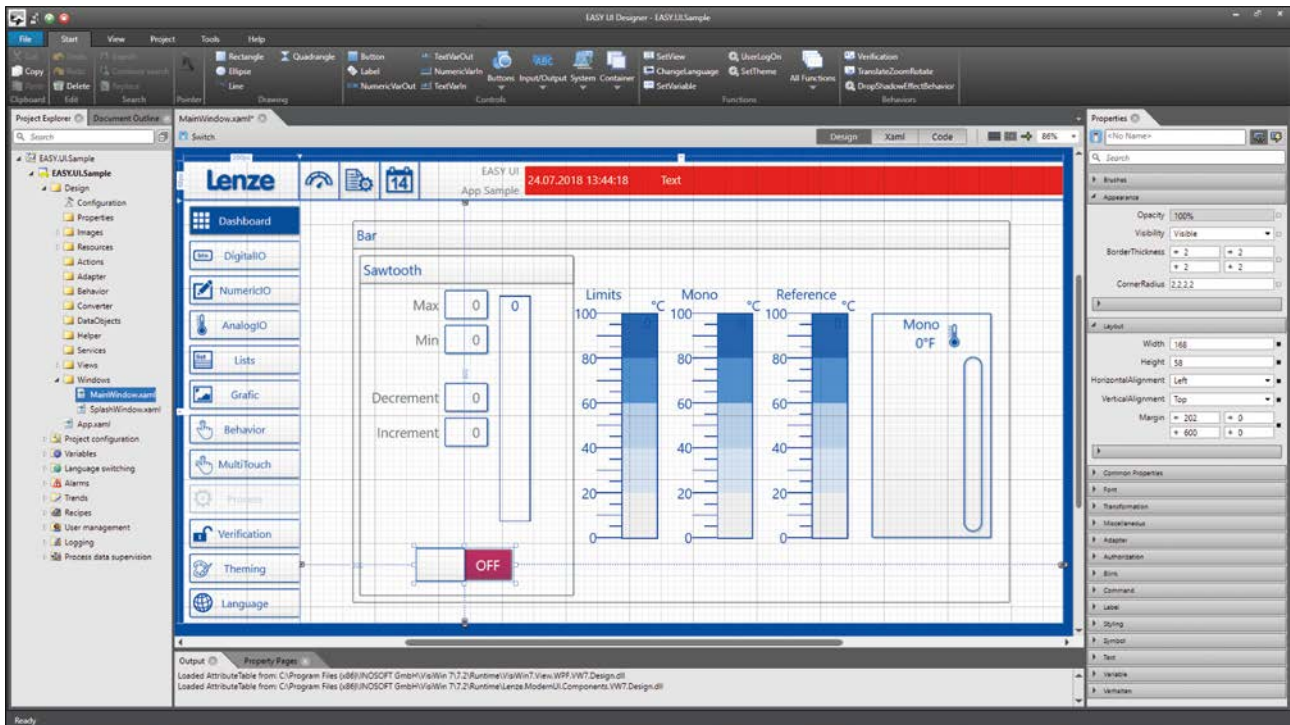 EASY UI Designer - EASY.UI.Sample
File Start View Project Tools Help
Copy
Delete
Clipboard Edit Search
Pointer
Rectangle Quadrangle
Ellipse
Line
Drawing
Button TextVarOut
Label NumericVarIn
NumericVarOut TextVarIn
Buttons Input/Output System Container
Controls
SetView UserLogOn
ChangeLanguage SetTheme
SetVariable
All Functions
Functions
Verification
TranslateZoomRotate
DropShadowEffectBehavior
Behaviors
Project Explorer Document Outline
Search
EASY.UI.Sample
EASY.UI.Sample
Design
Configuration
Properties
Images
Resources
Actions
Adapter
Behavior
Converter
DataObjects
Helper
Services
Views
Windows
MainWindow.xaml
SplashWindow.xaml
App.xaml
Project configuration
Variables
Language switching
Alarms
Trends
Recipes
User management
Logging
Process data supervision
MainWindow.xaml*
Switch
Design Xaml Code 86%
Lenze
14
EASY UI
App Sample
24.07.2018 13:44:18 Text
Dashboard
DigitalIO
NumericIO
AnalogIO
Lists
Grafic
Behavior
MultiTouch
Process
Verification
Theming
Language
Bar
Sawtooth
Max 0
Min 0
Decrement 0
Increment 0
0
OFF
Limits
°C
100
80
60
40
20
0
Mono
°C
100
80
60
40
20
0
Reference
°C
100
80
60
40
20
0
Mono
0°F
Output Property Pages
Loaded AttributeTable from: C:\Program Files (x86)\INOSOFT GmbH\VisiWin 7\7.2\Runtime\VisiWin7.View.WPF.VW7.Design.dll
Loaded AttributeTable from: C:\Program Files (x86)\INOSOFT GmbH\VisiWin 7\7.2\Runtime\Lenze.ModernUI.Components.VW7.Design.dll
Ready
Properties
<No Name>
Search
Brushes
Appearance
Opacity 100%
Visibility Visible
BorderThickness 2 2
2 2
CornerRadius 2,2,2,2
Layout
Width 168
Height 58
HorizontalAlignment Left
VerticalAlignment Top
Margin 202 0
600 0
Common Properties
Font
Transformation
Miscellaneous
Adapter
Authorization
Blink
Command
Label
Styling
Symbol
Text
Variable
Verhalten